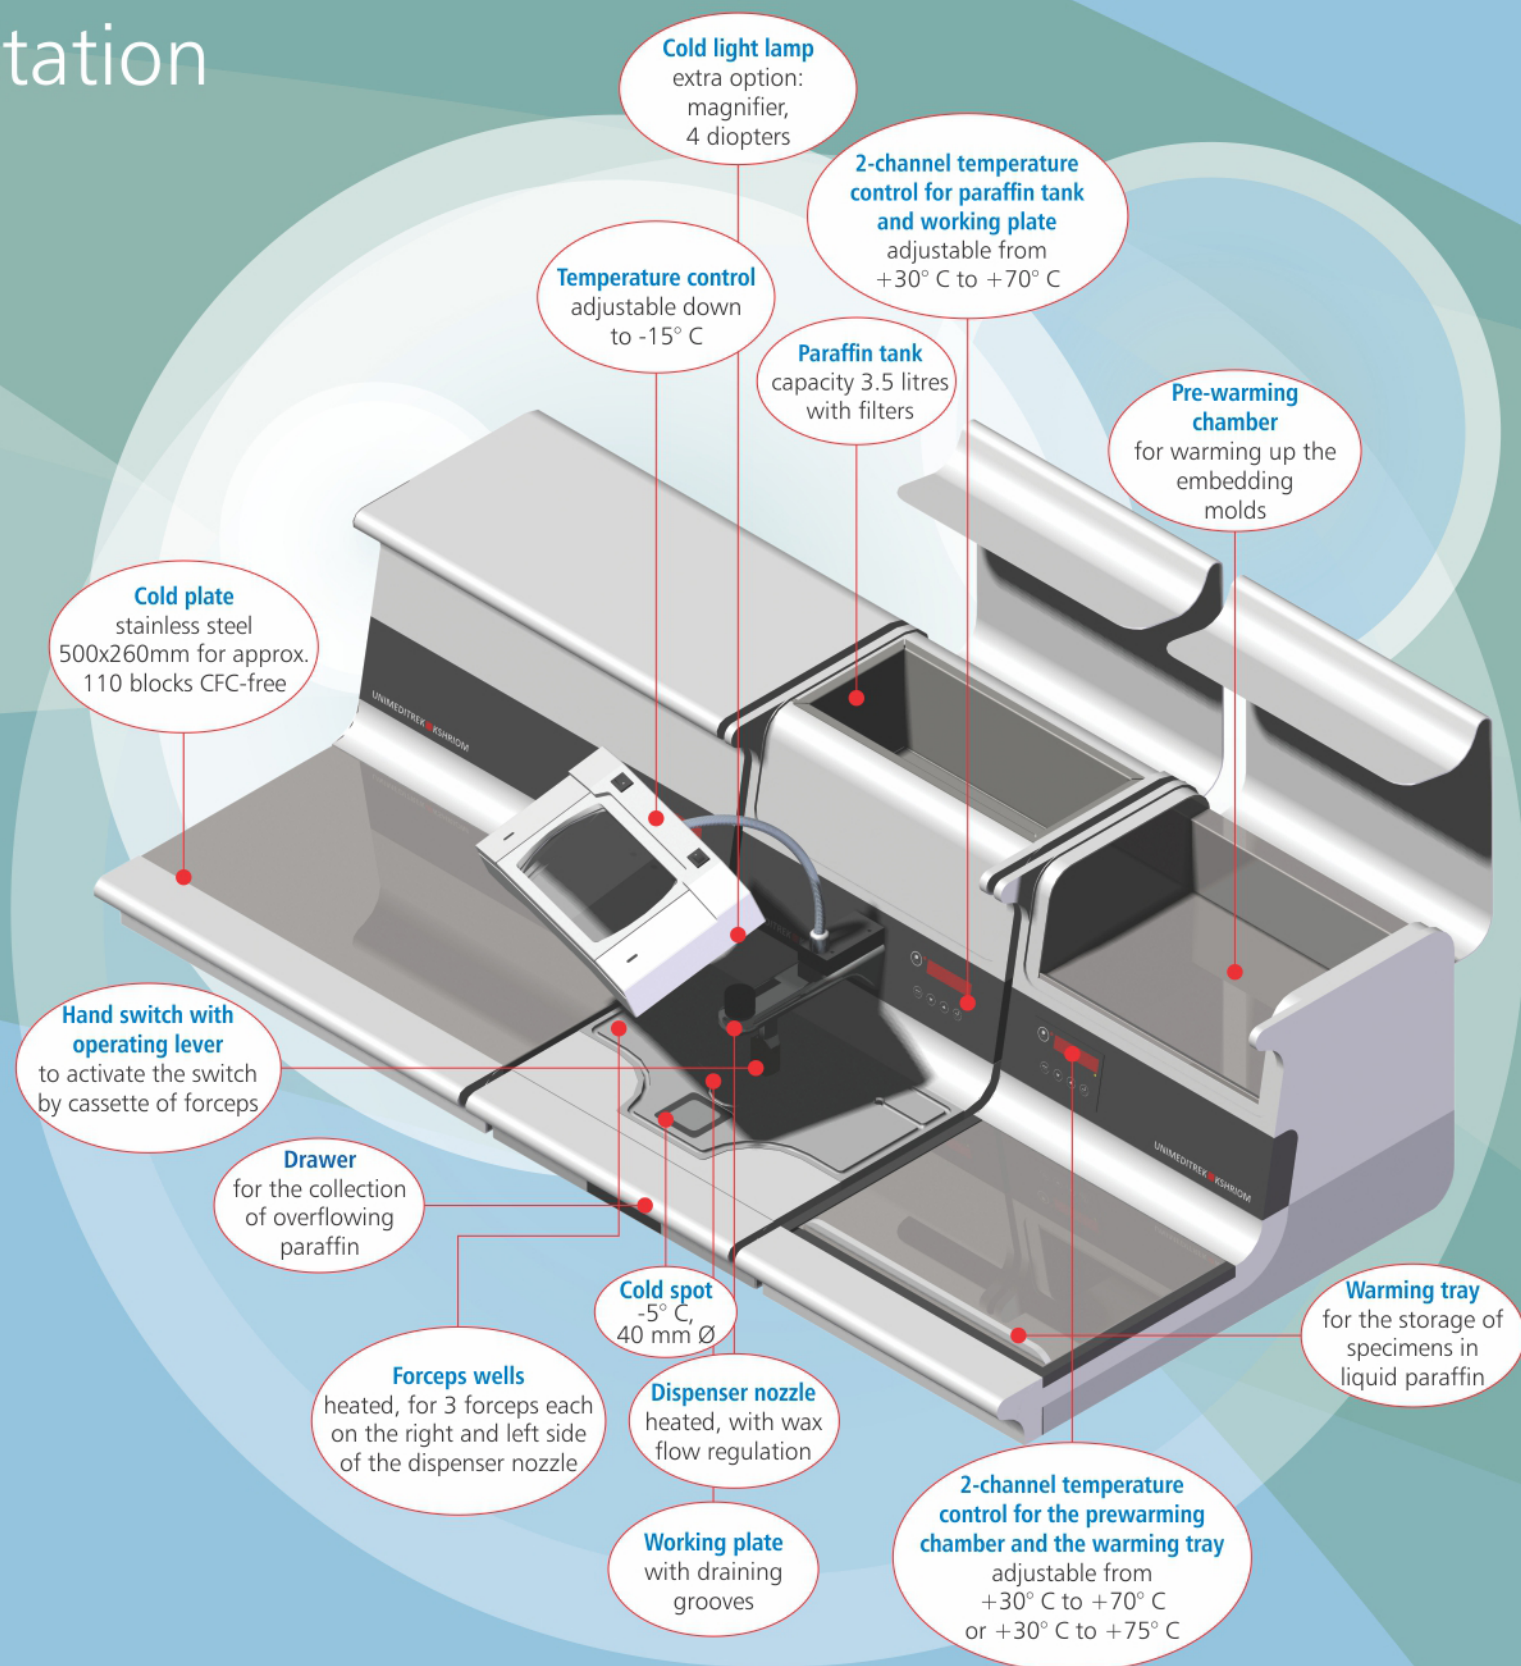 tation
Cold light lamp
extra option:
magnifier,
4 diopters
2-channel temperature
control for paraffin tank
and working plate
adjustable from
+30° C to +70° C
Temperature control
adjustable down
to -15° C
Paraffin tank
capacity 3.5 litres
with filters
Pre-warming
chamber
for warming up the
embedding
molds
Cold plate
stainless steel
500x260mm for approx.
110 blocks CFC-free
UNIMEDITREK KSHRIOM
Hand switch with
operating lever
to activate the switch
by cassette of forceps
Drawer
for the collection
of overflowing
paraffin
UNIMEDITREK KSHRIOM
Cold spot
-5° C,
40 mm Ø
Warming tray
for the storage of
specimens in
liquid paraffin
Forceps wells
heated, for 3 forceps each
on the right and left side
of the dispenser nozzle
Dispenser nozzle
heated, with wax
flow regulation
Working plate
with draining
grooves
2-channel temperature
control for the prewarming
chamber and the warming tray
adjustable from
+30° C to +70° C
or +30° C to +75° C